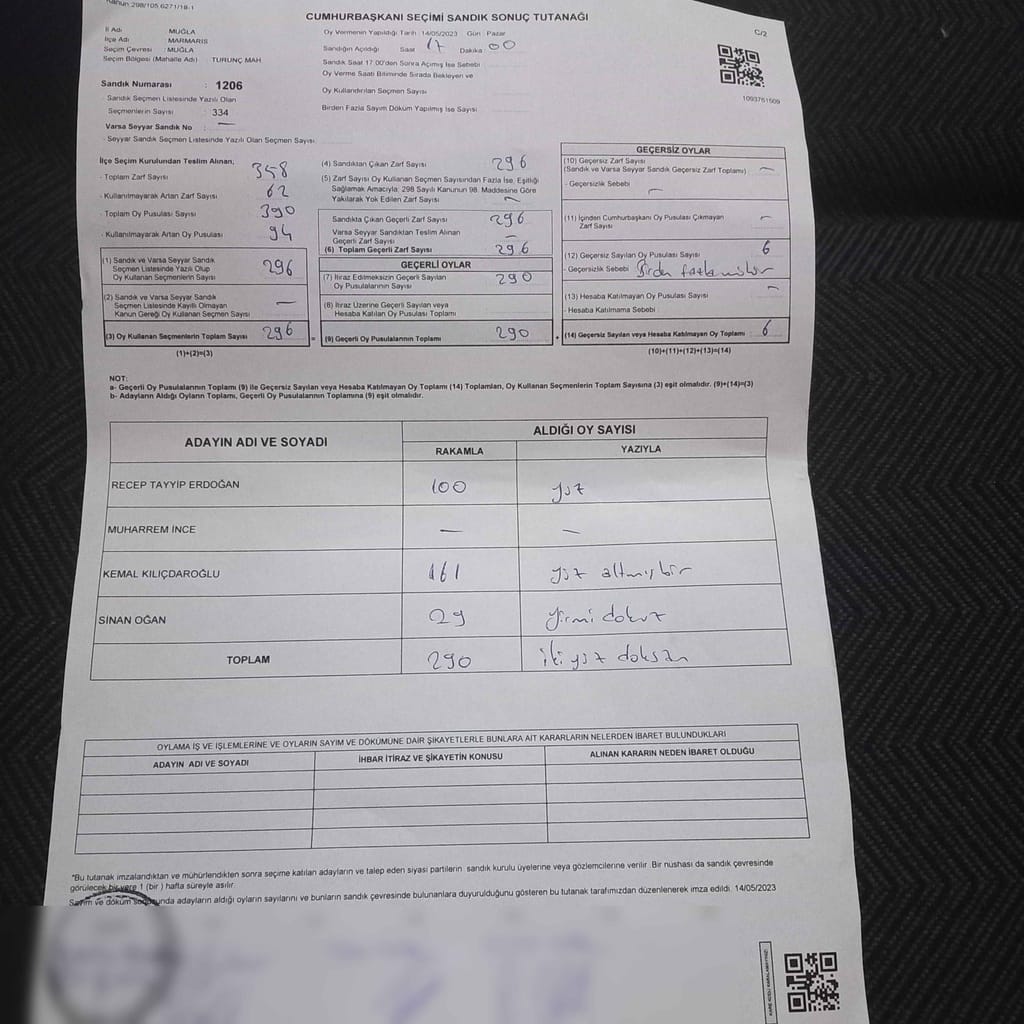 Kanun 298/105 6271/18-1
CUMHURBAŞKANI SEÇİMİ SANDIK SONUÇ TUTANAĞI
C/2
İl Adı : MUĞLA
İlçe Adı : MARMARİS
Seçim Çevresi : MUĞLA
Seçim Bölgesi (Mahalle Adı) : TURUNÇ MAH
Oy Vermenin Yapıldığı Tarih :14/05/2023 Gün : Pazar
Sandığın Açıldığı Saat 17 Dakika : 00
Sandık Saat 17.00'den Sonra Açılmış İse Sebebi
Oy Verme Saati Bitiminde Sırada Bekleyen ve
Oy Kullandırılan Seçmen Sayısı
Birden Fazla Sayım Döküm Yapılmış İse Sayısı
1093761509
Sandık Numarası : 1206
- Sandık Seçmen Listesinde Yazılı Olan
Seçmenlerin Sayısı : 334
Varsa Seyyar Sandık No : —
- Seyyar Sandık Seçmen Listesinde Yazılı Olan Seçmen Sayısı:
İlçe Seçim Kurulundan Teslim Alınan;
- Toplam Zarf Sayısı 358
- Kullanılmayarak Artan Zarf Sayısı 62
- Toplam Oy Pusulası Sayısı 390
- Kullanılmayarak Artan Oy Pusulası 94
(1) Sandık ve Varsa Seyyar Sandık
Seçmen Listesinde Yazılı Olup
Oy Kullanan Seçmenlerin Sayısı 296
(2) Sandık ve Varsa Seyyar Sandık
Seçmen Listesinde Kayıtlı Olmayan
Kanun Gereği Oy Kullanan Seçmen Sayısı —
(3) Oy Kullanan Seçmenlerin Toplam Sayısı 296
(1)+(2)=(3)
(4) Sandıktan Çıkan Zarf Sayısı 296
(5) Zarf Sayısı Oy Kullanan Seçmen Sayısından Fazla İse, Eşitliği
Sağlamak Amacıyla; 298 Sayılı Kanunun 98. Maddesine Göre
Yakılarak Yok Edilen Zarf Sayısı —
Sandıkta Çıkan Geçerli Zarf Sayısı 296
Varsa Seyyar Sandıktan Teslim Alınan
Geçerli Zarf Sayısı —
(6) Toplam Geçerli Zarf Sayısı 296
GEÇERLİ OYLAR
(7) İtiraz Edilmeksizin Geçerli Sayılan
Oy Pusulalarının Sayısı 290
(8) İtiraz Üzerine Geçerli Sayılan veya
Hesaba Katılan Oy Pusulası Toplamı
= (9) Geçerli Oy Pusulalarının Toplamı 290
GEÇERSİZ OYLAR
(10) Geçersiz Zarf Sayısı
(Sandık ve Varsa Seyyar Sandık Geçersiz Zarf Toplamı) —
- Geçersizlik Sebebi —
(11) İçinden Cumhurbaşkanı Oy Pusulası Çıkmayan
Zarf Sayısı —
(12) Geçersiz Sayılan Oy Pusulası Sayısı 6
- Geçersizlik Sebebi Birden fazla mühür
(13) Hesaba Katılmayan Oy Pusulası Sayısı —
- Hesaba Katılmama Sebebi
+ (14) Geçersiz Sayılan veya Hesaba Katılmayan Oy Toplamı : 6
(10)+(11)+(12)+(13)=(14)
NOT:
a- Geçerli Oy Pusulalarının Toplamı (9) ile Geçersiz Sayılan veya Hesaba Katılmayan Oy Toplamı (14) Toplamları, Oy Kullanan Seçmenlerin Toplam Sayısına (3) eşit olmalıdır. (9)+(14)=(3)
b- Adayların Aldığı Oyların Toplamı, Geçerli Oy Pusulalarının Toplamına (9) eşit olmalıdır.
ADAYIN ADI VE SOYADI ALDIĞI OY SAYISI
RAKAMLA YAZIYLA
RECEP TAYYİP ERDOĞAN 100 yüz
MUHARREM İNCE — —
KEMAL KILIÇDAROĞLU 161 yüz altmışbir
SİNAN OĞAN 29 yirmi dokuz
TOPLAM 290 iki yüz doksan
OYLAMA İŞ VE İŞLEMLERİNE VE OYLARIN SAYIM VE DÖKÜMÜNE DAİR ŞİKAYETLERLE BUNLARA AİT KARARLARIN NELERDEN İBARET BULUNDUKLARI
ADAYIN ADI VE SOYADI İHBAR İTİRAZ VE ŞİKAYETİN KONUSU ALINAN KARARIN NEDEN İBARET OLDUĞU
"Bu tutanak imzalandıktan ve mühürlendikten sonra seçime katılan adayların ve talep eden siyasi partilerin sandık kurulu üyelerine veya gözlemcilerine verilir. Bir nüshası da sandık çevresinde
görülecek bir yere 1 (bir ) hafta süreyle asılır.
Sayım ve döküm sonucunda adayların aldığı oyların sayılarını ve bunların sandık çevresinde bulunanlara duyurulduğunu gösteren bu tutanak tarafımızdan düzenlenerek imza edildi. 14/05/2023